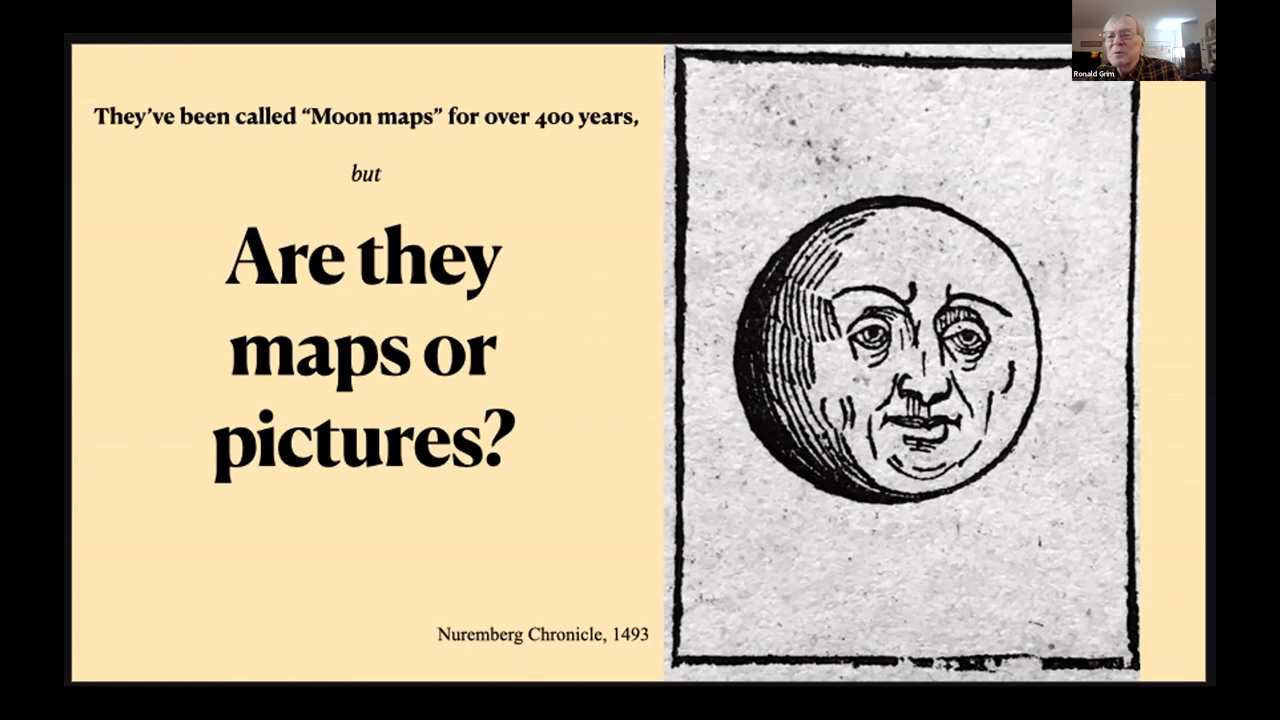 They’ve been called “Moon maps” for over 400 years,
but
Are they
maps or
pictures?
Nuremberg Chronicle, 1493
Ronald Grim